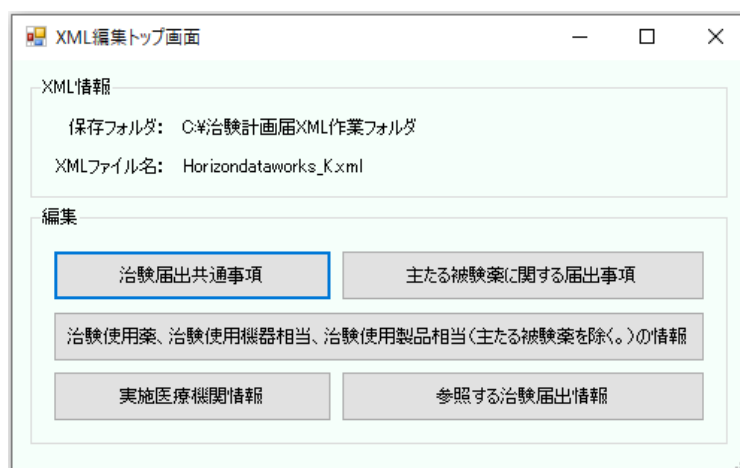 XML編集トップ画面
XML情報
保存フォルダ: C:¥治験計画届XML作業フォルダ
XMLファイル名: Horizondataworks_K.xml
編集
治験届出共通事項 主たる被験薬に関する届出事項
治験使用薬、治験使用機器相当、治験使用製品相当(主たる被験薬を除く。)の情報
実施医療機関情報 参照する治験届出情報